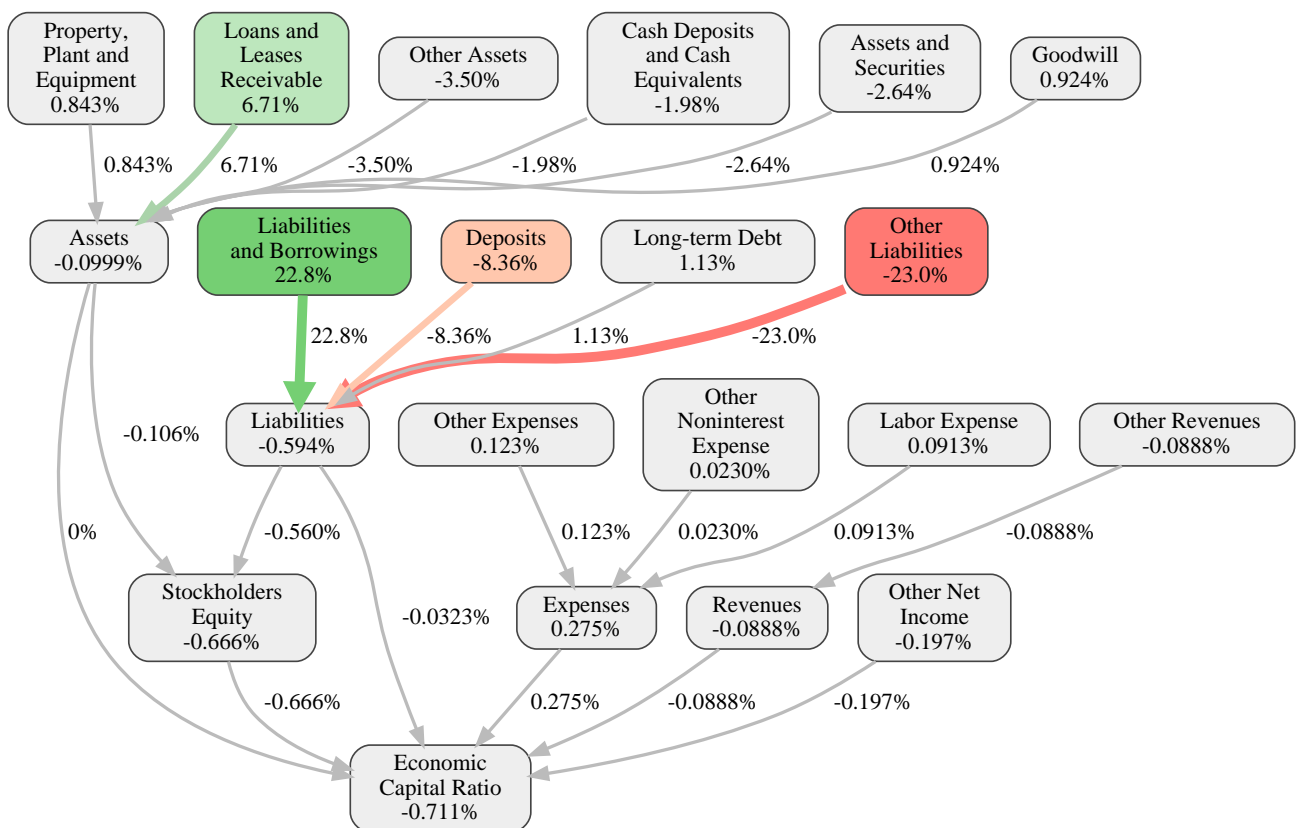 Property,
Plant and
Equipment
0.843%
Loans and
Leases
Receivable
6.71%
Other Assets
-3.50%
Cash Deposits
and Cash
Equivalents
-1.98%
Assets and
Securities
-2.64%
Goodwill
0.924%
0.843%
6.71%
-3.50%
-1.98%
-2.64%
0.924%
Assets
-0.0999%
Liabilities
and Borrowings
22.8%
Deposits
-8.36%
Long-term Debt
1.13%
Other
Liabilities
-23.0%
22.8%
-8.36%
1.13%
-23.0%
-0.106%
Liabilities
-0.594%
Other Expenses
0.123%
Other
Noninterest
Expense
0.0230%
Labor Expense
0.0913%
Other Revenues
-0.0888%
0%
-0.560%
0.123%
0.0230%
0.0913%
-0.0888%
Stockholders
Equity
-0.666%
-0.0323%
Expenses
0.275%
Revenues
-0.0888%
Other Net
Income
-0.197%
-0.666%
0.275%
-0.0888%
-0.197%
Economic
Capital Ratio
-0.711%